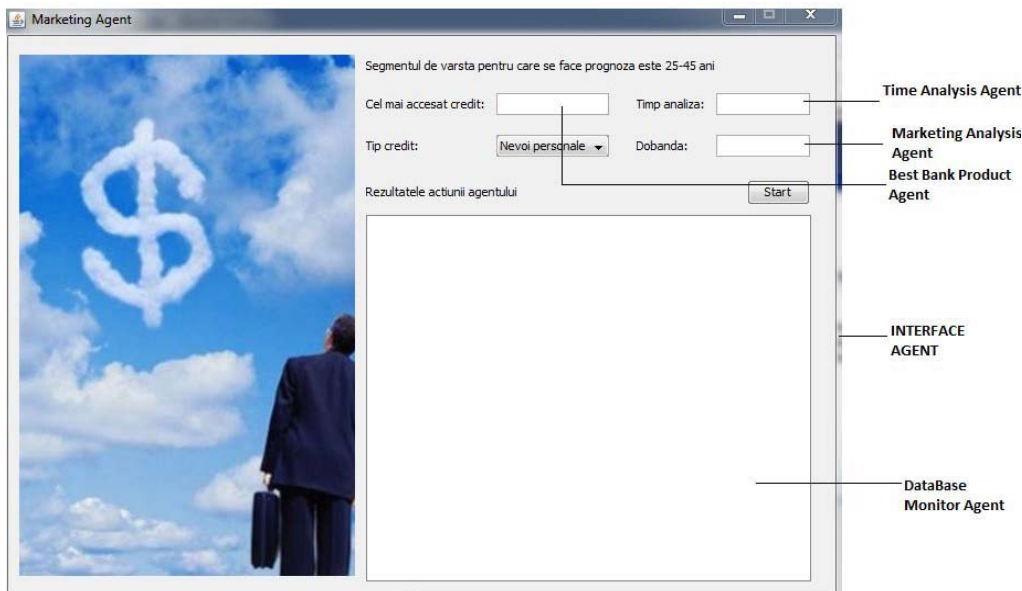 Marketing Agent
Segmentul de varsta pentru care se face prognoza este 25-45 ani
Cel mai accesat credit:
Timp analiza:
Tip credit:
Nevoi personale
Dobanda:
Rezultatele actiunii agentului
Start
Time Analysis Agent
Marketing Analysis
Agent
Best Bank Product
Agent
INTERFACE
AGENT
DataBase
Monitor Agent